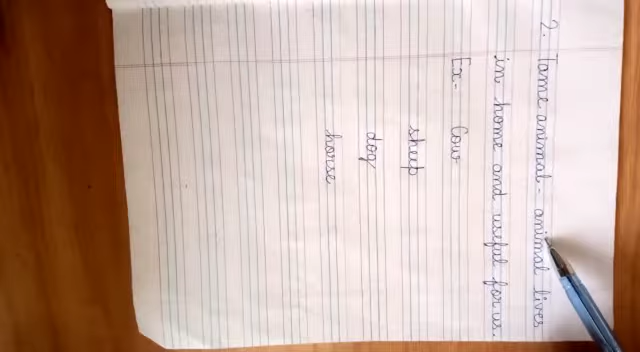 2. Tame animal - animal lives
in home and useful for us.
Ex - Cow
sheep
dog
horse